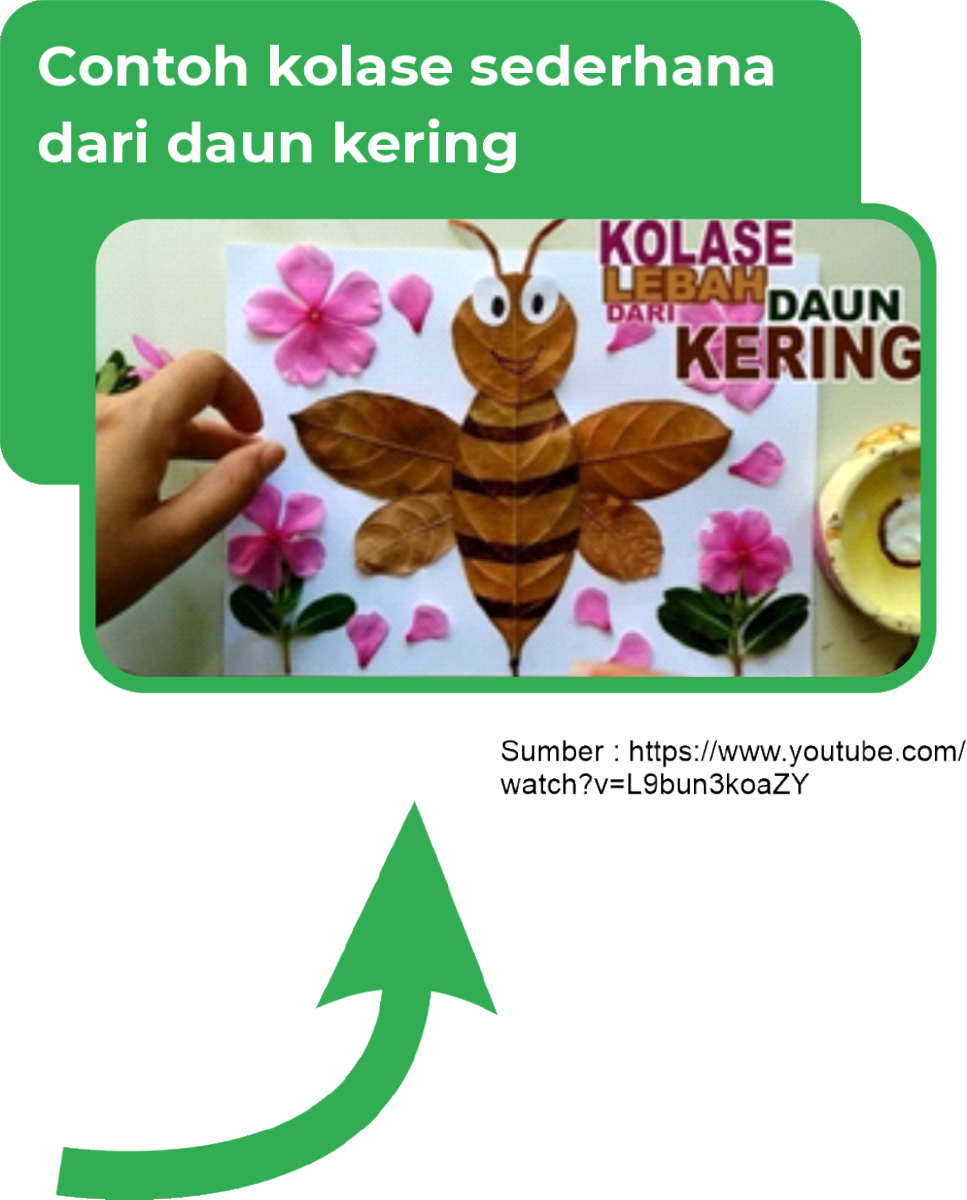 Contoh kolase sederhana
dari daun kering
KOLASE
LEBAH
DARI DAUN
KERING
Sumber : https://www.youtube.com/
watch?v=L9bun3koaZY